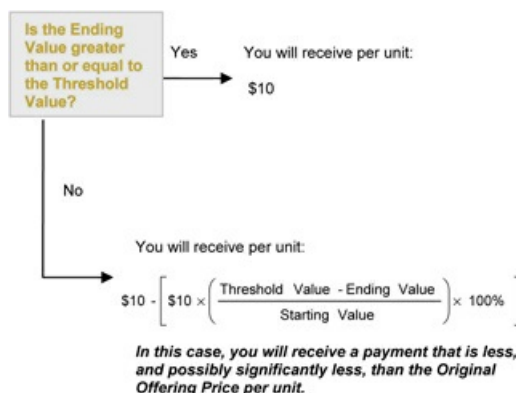 Is the Ending
Value greater
than or equal to
the Threshold
Value?
Yes
You will receive per unit:
$10
No
You will receive per unit:
$10 - [ $10 × ( Threshold Value - Ending Value / Starting Value ) × 100% ]
In this case, you will receive a payment that is less,
and possibly significantly less, than the Original
Offering Price per unit.